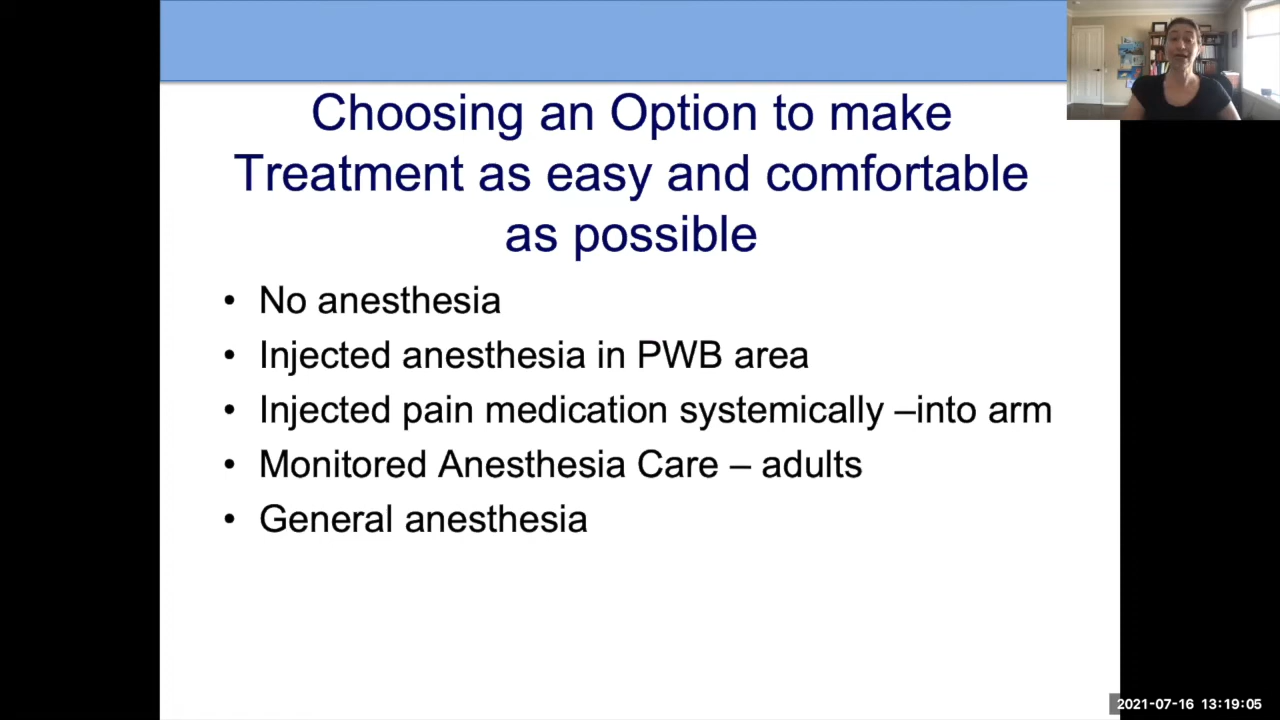 Choosing an Option to make
Treatment as easy and comfortable
as possible
• No anesthesia
• Injected anesthesia in PWB area
• Injected pain medication systemically –into arm
• Monitored Anesthesia Care – adults
• General anesthesia
2021-07-16 13:19:05